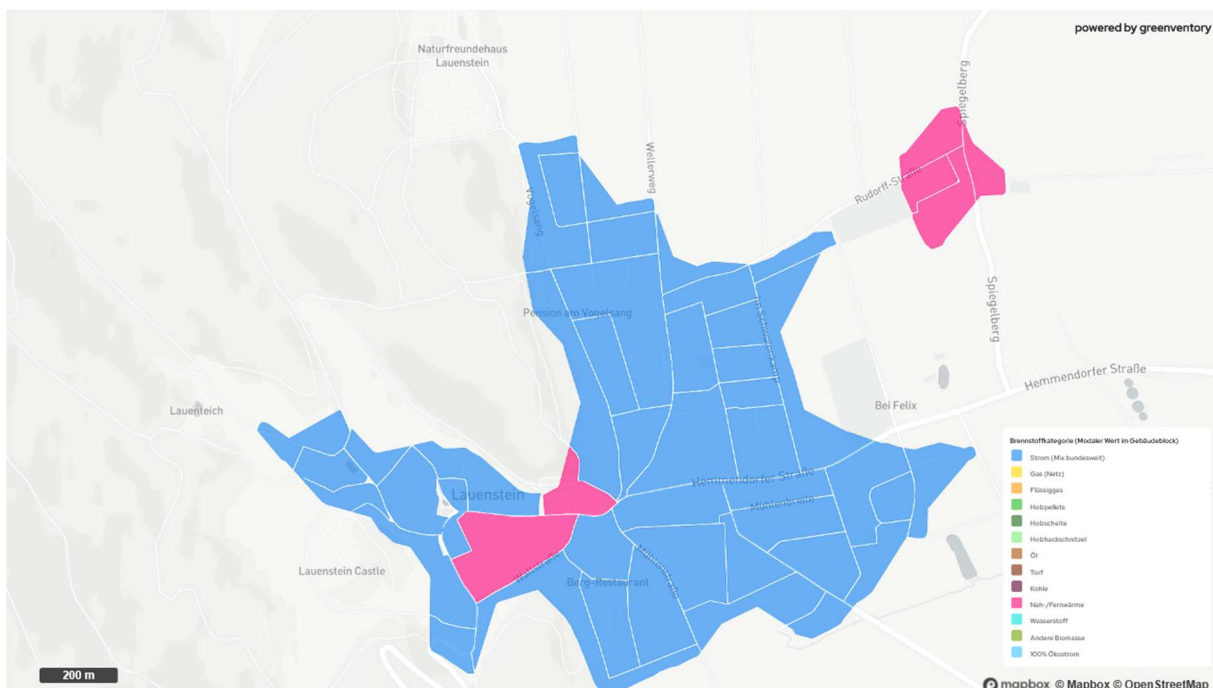 powered by greenventory
Naturfreundehaus
Lauenstein
Spiegelberg
Wellerweg
Rudorff-Straße
Vogelsang
Spiegelberg
Pension am Vogelsang
Hemmendorfer Straße
Lauenteich
Bei Felix
Brennstoffkategorie (Modaler Wert im Gebäudeblock)
Strom (Mix bundesweit)
Gas (Netz)
Flüssiggas
Holzpellets
Holzscheite
Holzhackschnitzel
Öl
Torf
Kohle
Nah-/Fernwärme
Wasserstoff
Andere Biomasse
100% Ökostrom
Hemmendorfer Straße
Lauenstein
Mühlenbreite
Lauenstein Castle
Wallstraße
Berg-Restaurant
200 m
mapbox © Mapbox © OpenStreetMap